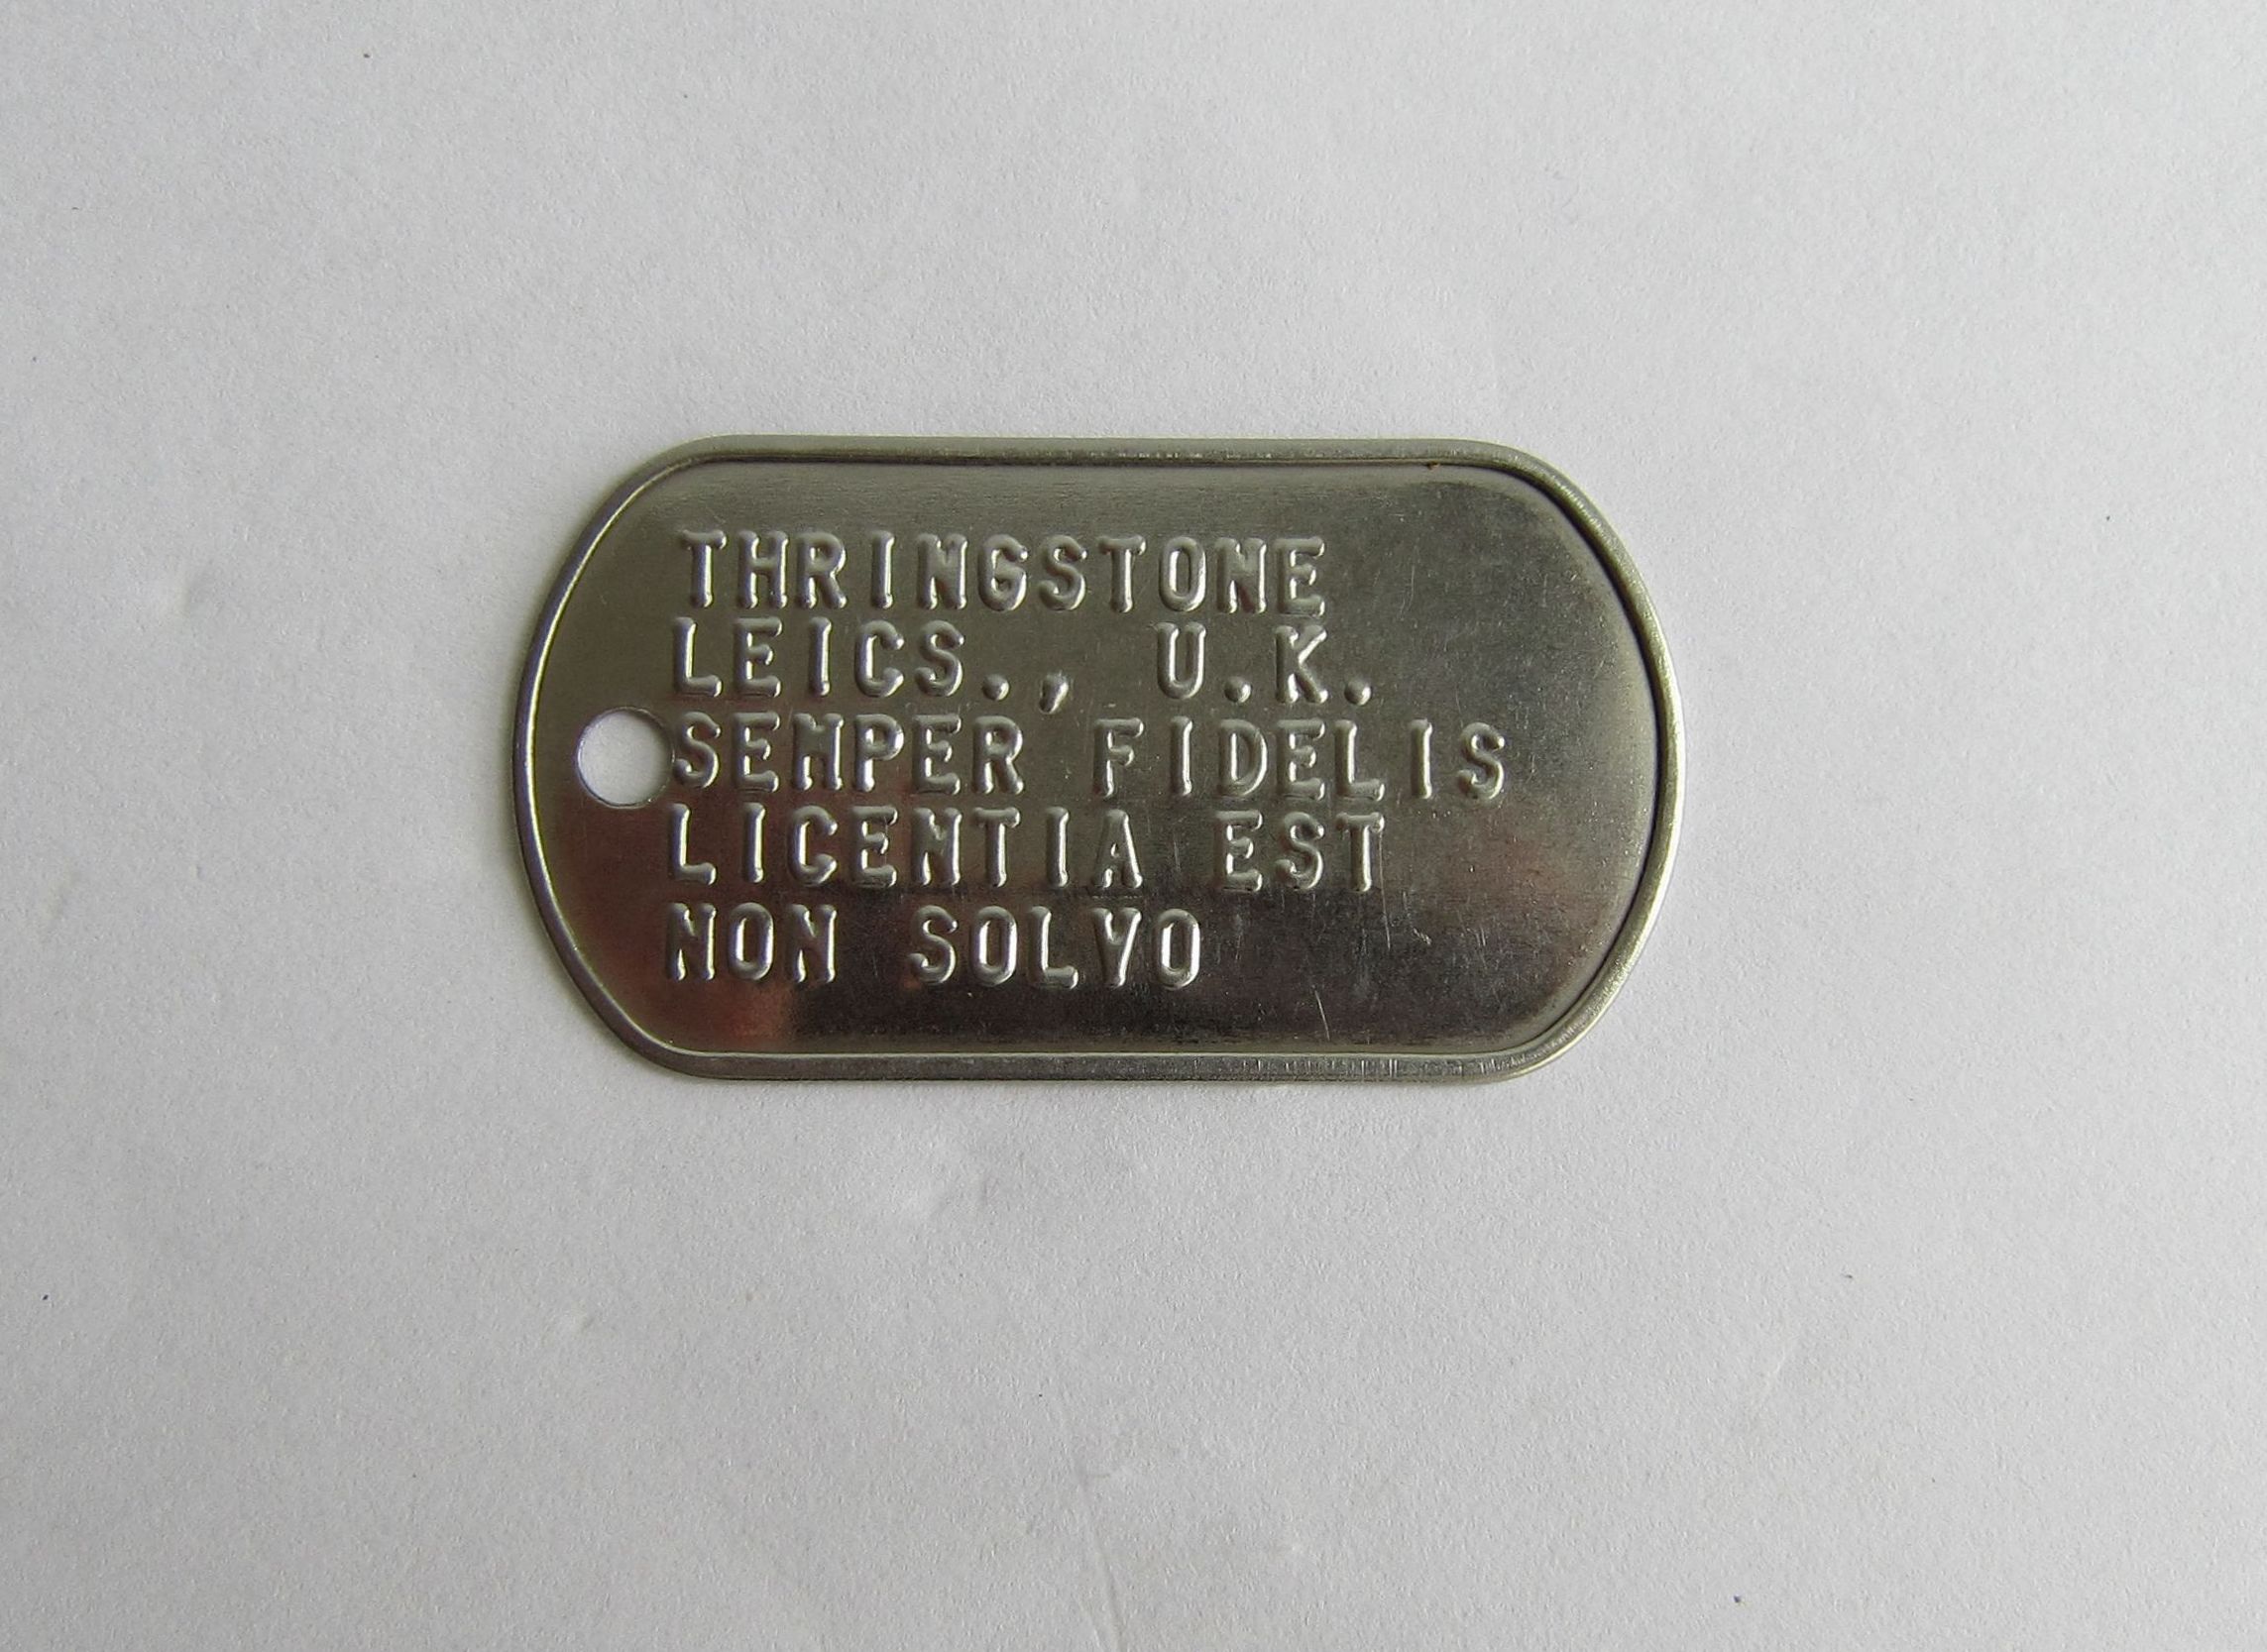 THRINGSTONE
LEICS., U.K.
SEMPER FIDELIS
LICENTIA EST
NON SOLVO